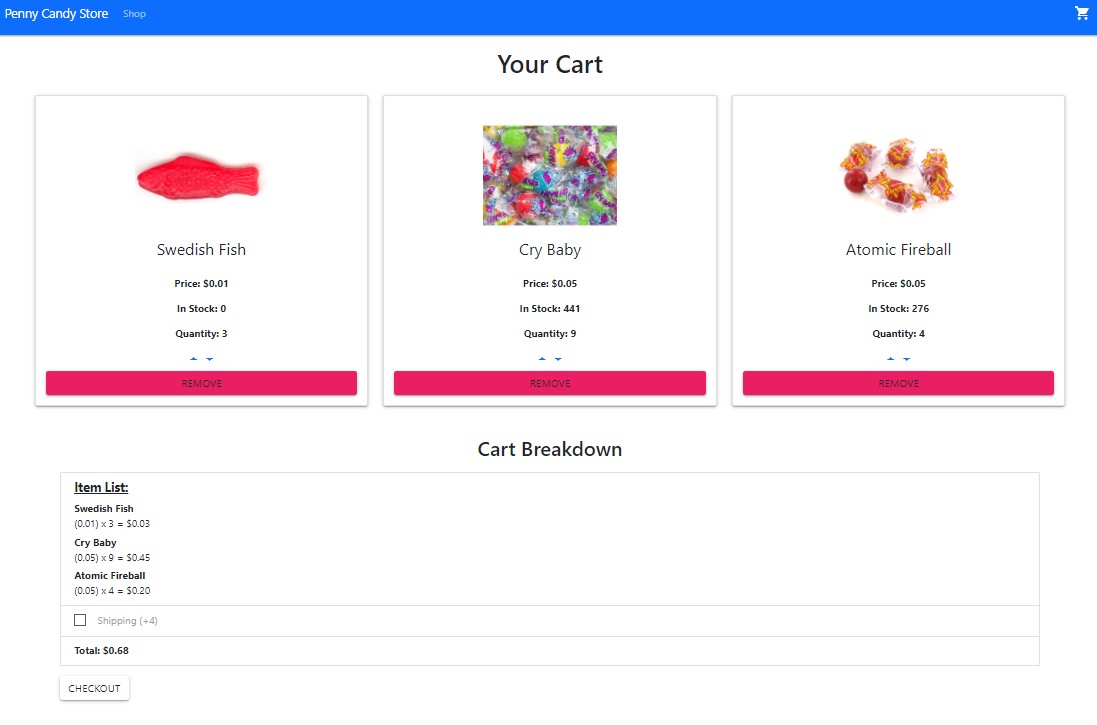 Penny Candy Store Shop
Your Cart
Swedish Fish
Price: $0.01
In Stock: 0
Quantity: 3
REMOVE
Cry Baby
Price: $0.05
In Stock: 441
Quantity: 9
REMOVE
Atomic Fireball
Price: $0.05
In Stock: 276
Quantity: 4
REMOVE
Cart Breakdown
Item List:
Swedish Fish
(0.01) x 3 = $0.03
Cry Baby
(0.05) x 9 = $0.45
Atomic Fireball
(0.05) x 4 = $0.20
Shipping (+4)
Total: $0.68
CHECKOUT